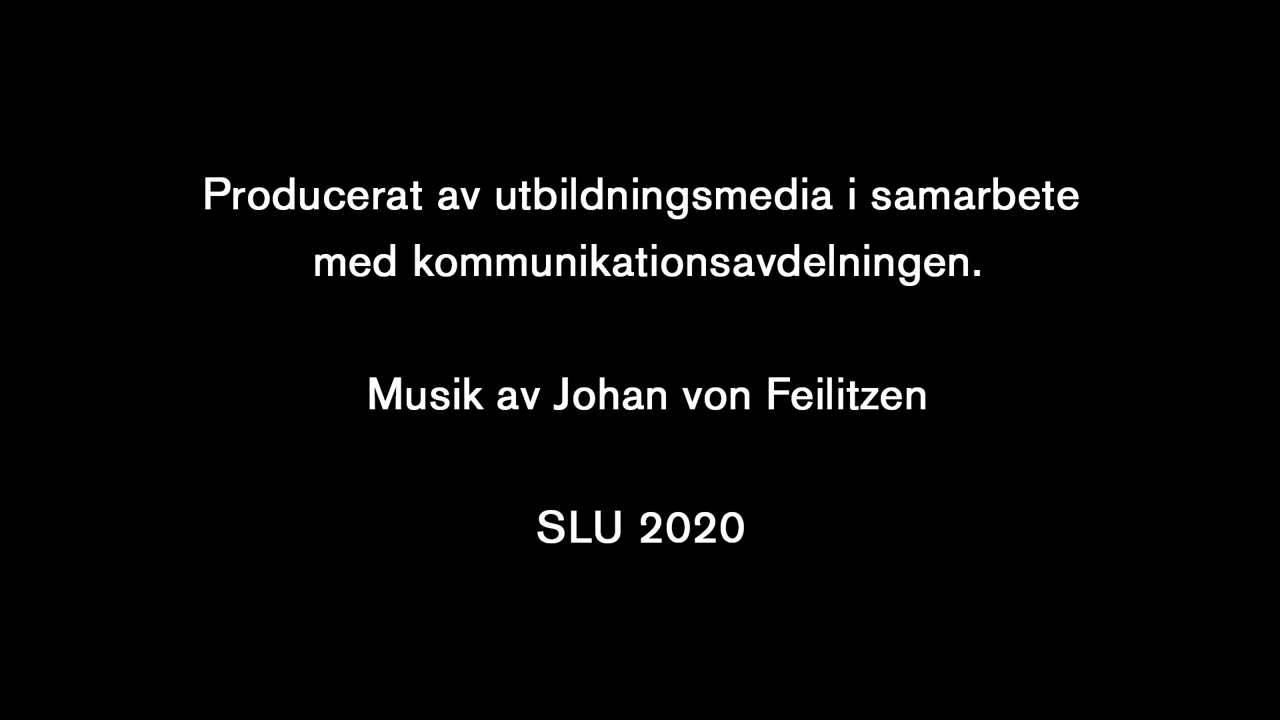 Producerat av utbildningsmedia i samarbete
med kommunikationsavdelningen.
Musik av Johan von Feilitzen
SLU 2020